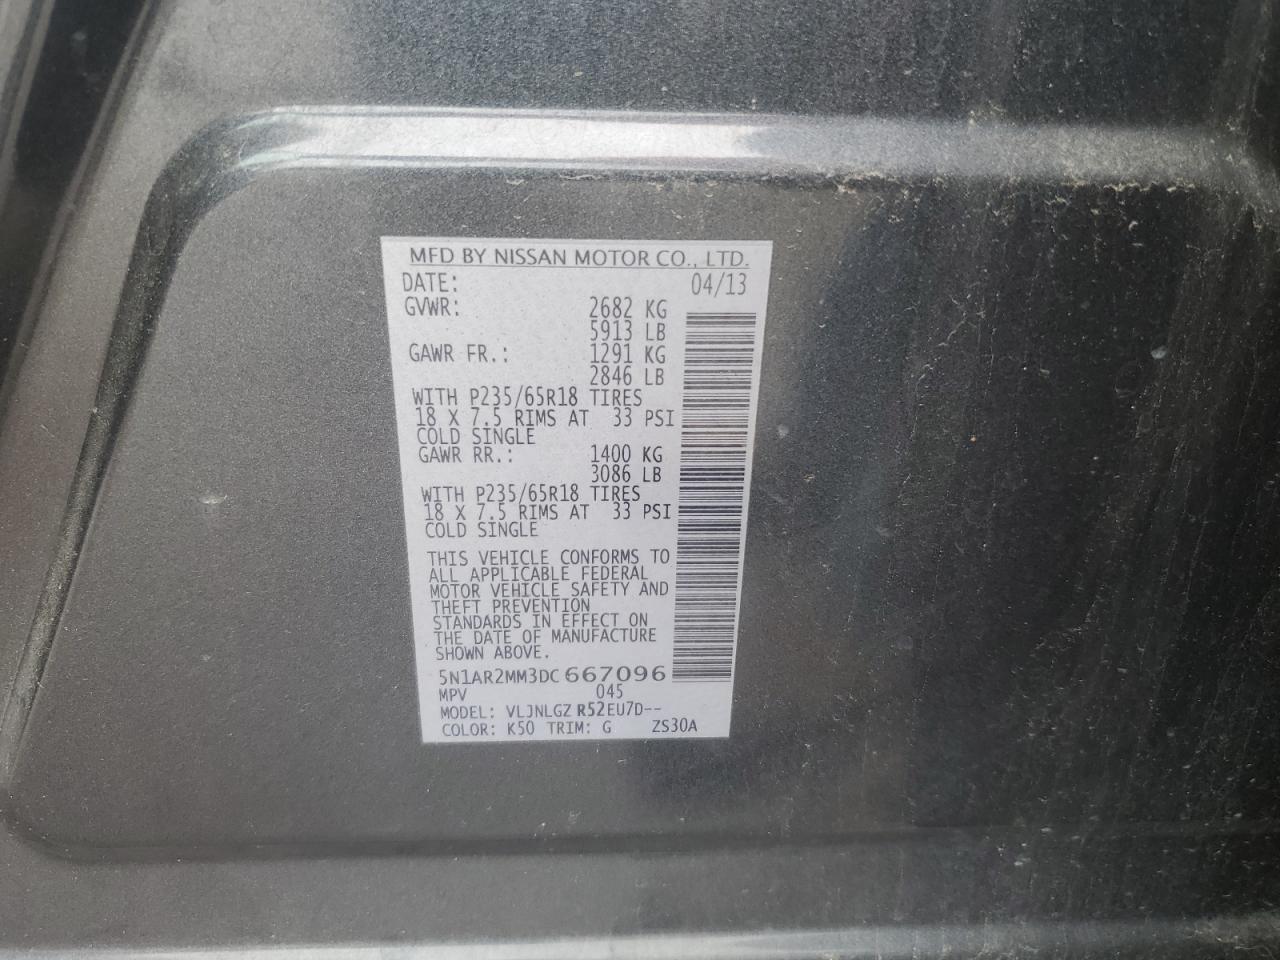 MFD BY NISSAN MOTOR CO., LTD.
DATE: 04/13
GVWR: 2682 KG
5913 LB
GAWR FR.: 1291 KG
2846 LB
WITH P235/65R18 TIRES
18 X 7.5 RIMS AT 33 PSI
COLD SINGLE
GAWR RR.: 1400 KG
3086 LB
WITH P235/65R18 TIRES
18 X 7.5 RIMS AT 33 PSI
COLD SINGLE
THIS VEHICLE CONFORMS TO
ALL APPLICABLE FEDERAL
MOTOR VEHICLE SAFETY AND
THEFT PREVENTION
STANDARDS IN EFFECT ON
THE DATE OF MANUFACTURE
SHOWN ABOVE.
5N1AR2MM3DC667096
MPV 045
MODEL: VLJNLGZ R52EU7D--
COLOR: K50 TRIM: G ZS30A